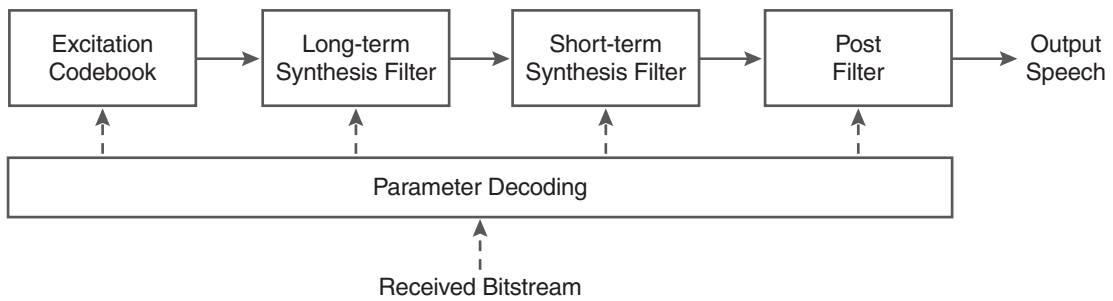 Excitation
Codebook
Long-term
Synthesis Filter
Short-term
Synthesis Filter
Post
Filter
Output
Speech
Parameter Decoding
Received Bitstream